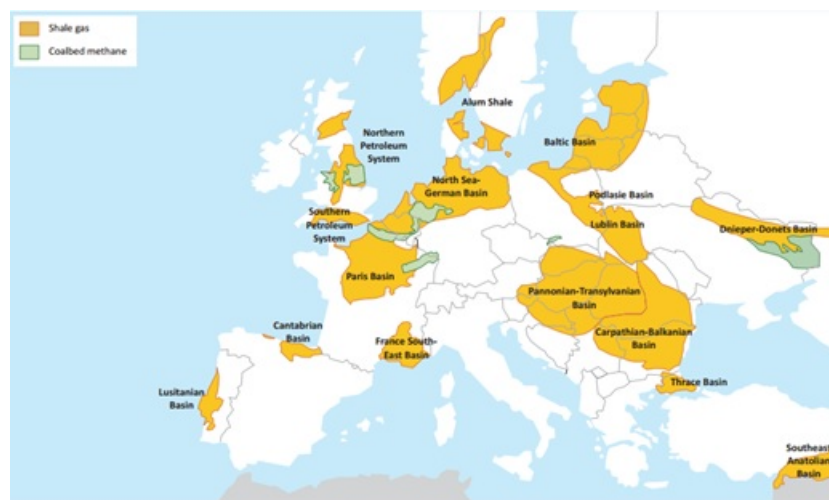 Shale gas
Coalbed methane
Alum Shale
Northern
Petroleum
System
Baltic Basin
North Sea-
German Basin
Podlasie Basin
Southern
Petroleum
System
Lublin Basin
Dnieper-Donets Basin
Paris Basin
Pannonian-Transylvanian
Basin
Cantabrian
Basin
France South-
East Basin
Carpathian-Balkanian
Basin
Thrace Basin
Lusitanian
Basin
Southeast
Anatolian
Basin